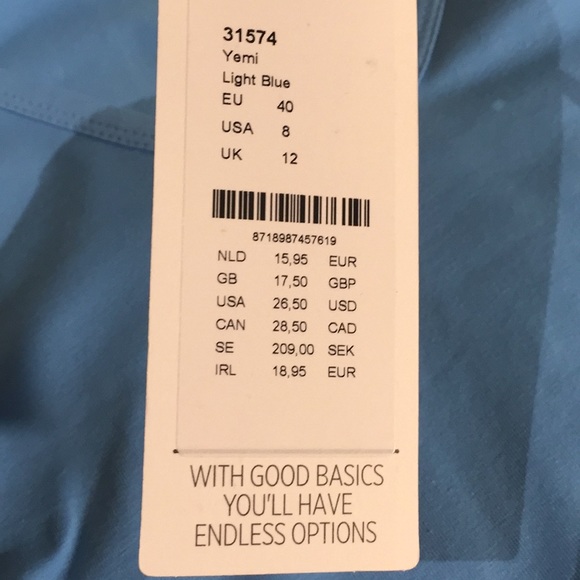 31574
Yemi
Light Blue
EU 40
USA 8
UK 12
8718987457619
NLD 15,95 EUR
GB 17,50 GBP
USA 26,50 USD
CAN 28,50 CAD
SE 209,00 SEK
IRL 18,95 EUR
WITH GOOD BASICS
YOU'LL HAVE
ENDLESS OPTIONS